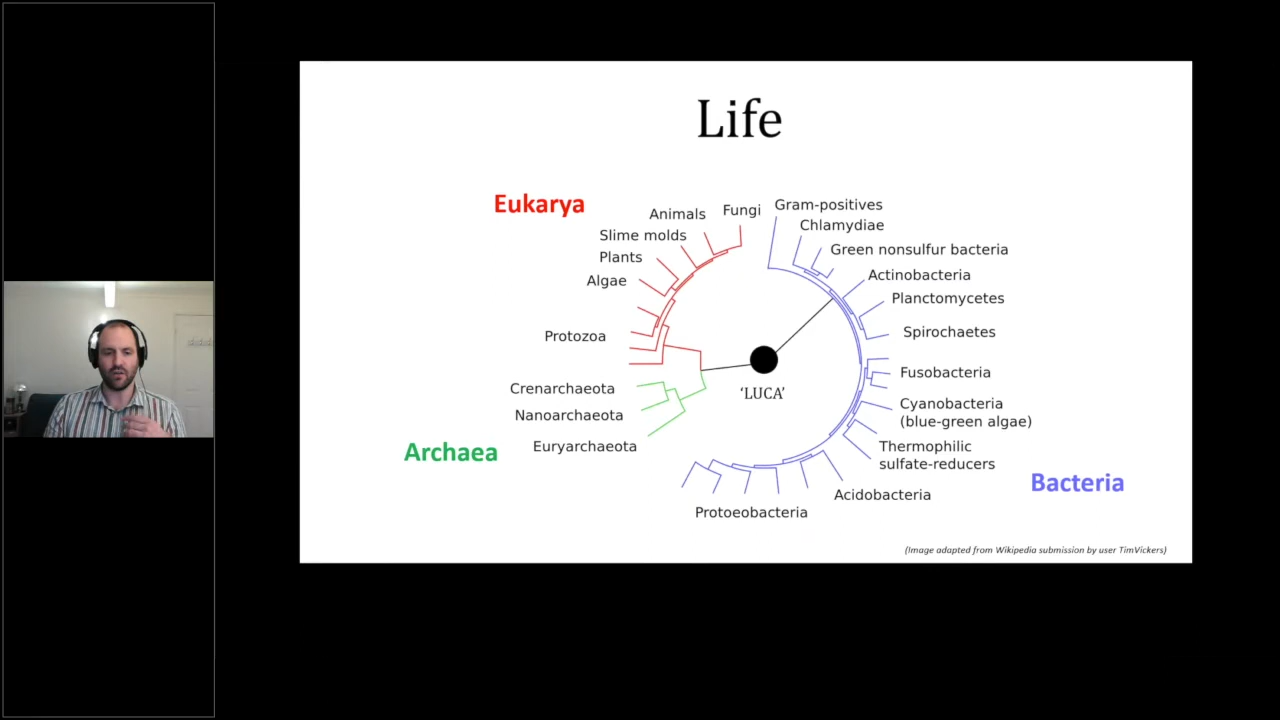 Life
Eukarya
Animals
Fungi
Slime molds
Plants
Algae
Protozoa
Crenarchaeota
Nanoarchaeota
Euryarchaeota
Archaea
'LUCA'
Gram-positives
Chlamydiae
Green nonsulfur bacteria
Actinobacteria
Planctomycetes
Spirochaetes
Fusobacteria
Cyanobacteria
(blue-green algae)
Thermophilic
sulfate-reducers
Acidobacteria
Protoeobacteria
Bacteria
(Image adapted from Wikipedia submission by user TimVickers)